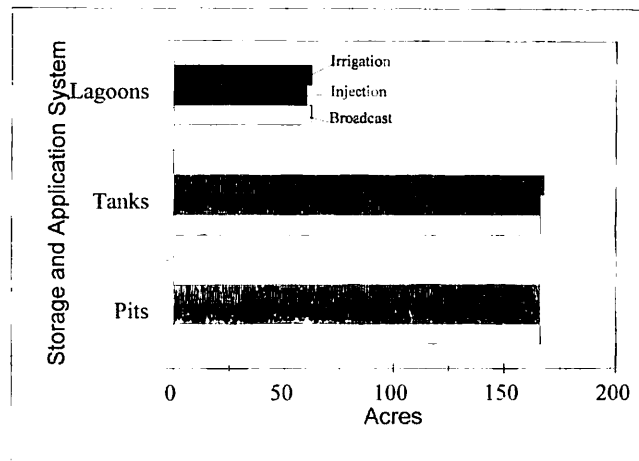 Storage and Application System
Lagoons
Irrigation
Injection
Broadcast
Tanks
Pits
0 50 100 150 200
Acres